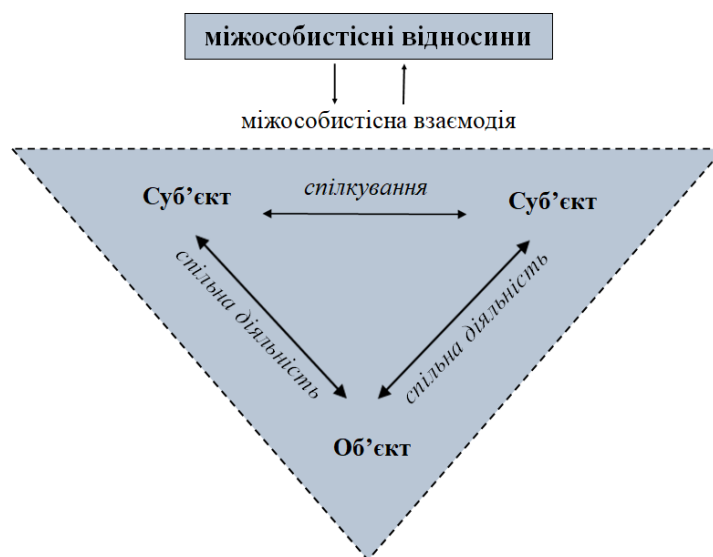 міжособистісні відносини
міжособистісна взаємодія
спілкування
Суб’єкт
Суб’єкт
спільна діяльність
спільна діяльність
Об’єкт